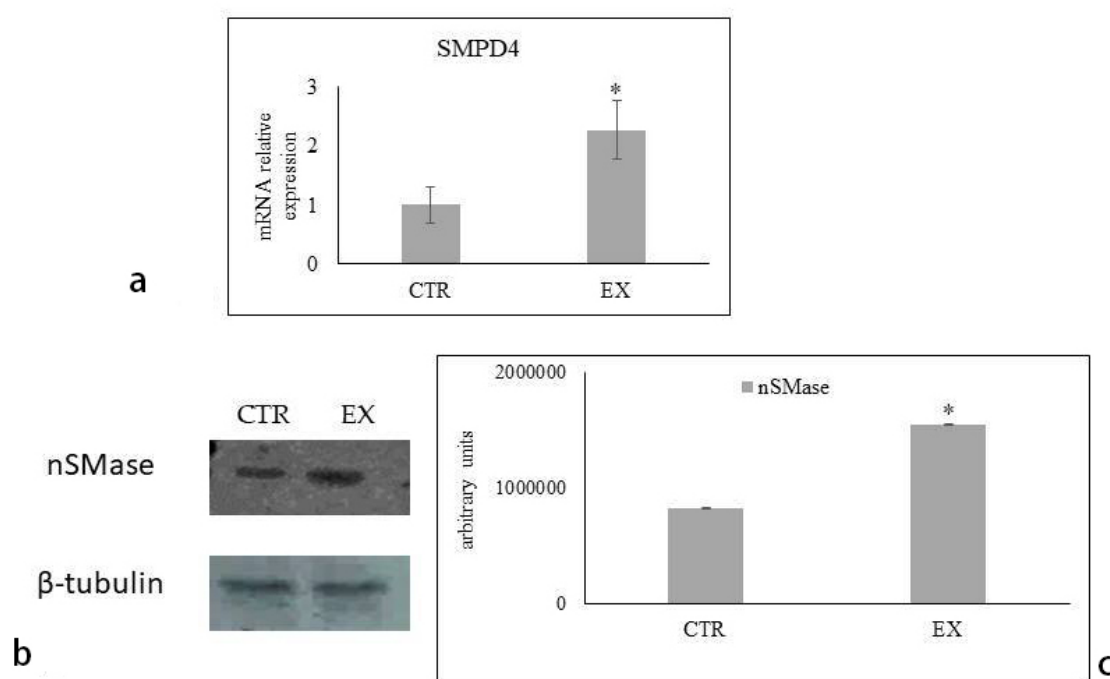 SMPD4
mRNA relative
expression
3
2
1
0
*
CTR
EX
a
CTR EX
nSMase
β-tubulin
b
2000000
1000000
0
arbitrary units
nSMase
*
CTR
EX
c